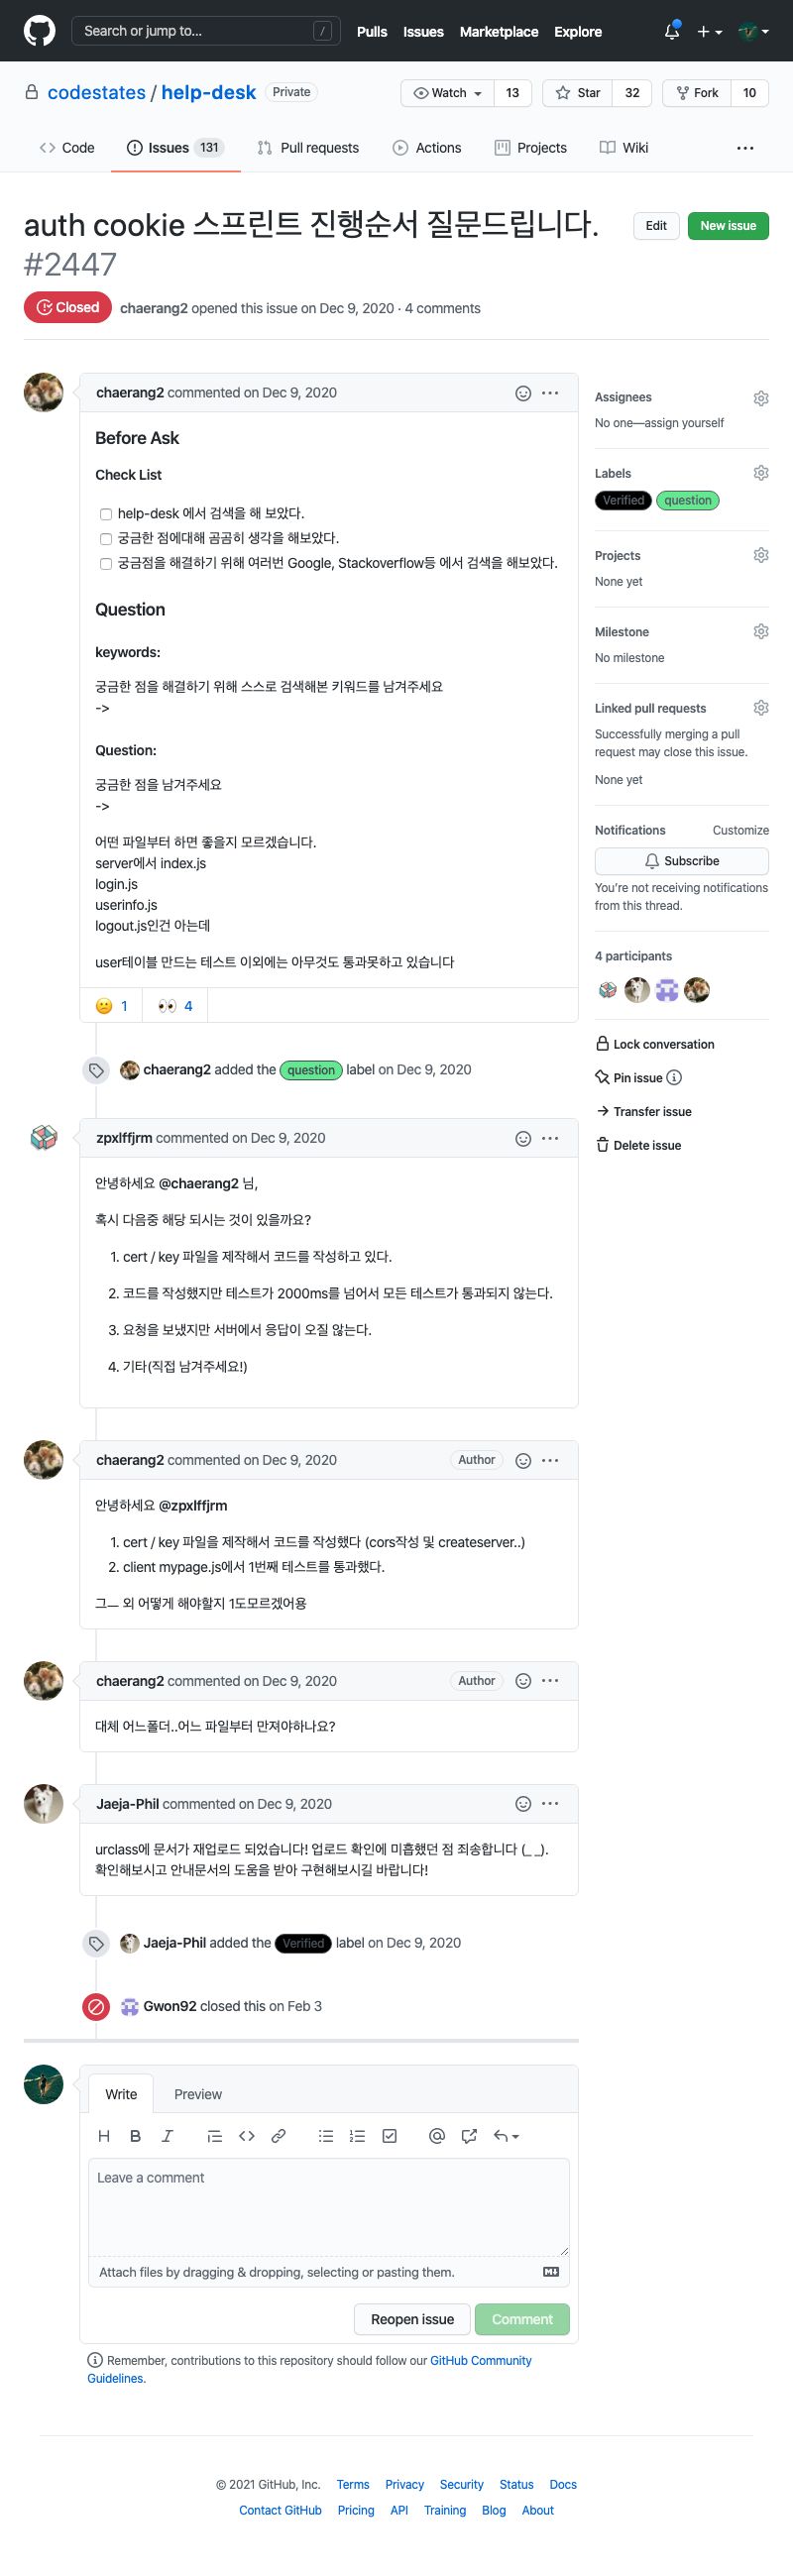 Search or jump to...
/
Pulls Issues Marketplace Explore
codestates / help-desk Private
Watch 13 Star 32 Fork 10
Code Issues 131 Pull requests Actions Projects Wiki ...
auth cookie 스프린트 진행순서 질문드립니다.
#2447
Edit New issue
Closed chaerang2 opened this issue on Dec 9, 2020 · 4 comments
chaerang2 commented on Dec 9, 2020
Before Ask
Check List
help-desk 에서 검색을 해 보았다.
궁금한 점에대해 곰곰히 생각을 해보았다.
궁금점을 해결하기 위해 여러번 Google, Stackoverflow등 에서 검색을 해보았다.
Question
keywords:
궁금한 점을 해결하기 위해 스스로 검색해본 키워드를 남겨주세요
->
Question:
궁금한 점을 남겨주세요
->
어떤 파일부터 하면 좋을지 모르겠습니다.
server에서 index.js
login.js
userinfo.js
logout.js인건 아는데
user테이블 만드는 테스트 이외에는 아무것도 통과못하고 있습니다
😕 1 👀 4
chaerang2 added the question label on Dec 9, 2020
zpxlffjrm commented on Dec 9, 2020
안녕하세요 @chaerang2 님,
혹시 다음중 해당 되시는 것이 있을까요?
1. cert / key 파일을 제작해서 코드를 작성하고 있다.
2. 코드를 작성했지만 테스트가 2000ms를 넘어서 모든 테스트가 통과되지 않는다.
3. 요청을 보냈지만 서버에서 응답이 오질 않는다.
4. 기타(직접 남겨주세요!)
chaerang2 commented on Dec 9, 2020 Author
안녕하세요 @zpxlffjrm
1. cert / key 파일을 제작해서 코드를 작성했다 (cors작성 및 createserver..)
2. client mypage.js에서 1번째 테스트를 통과했다.
그ㅡ 외 어떻게 해야할지 1도모르겠어용
chaerang2 commented on Dec 9, 2020 Author
대체 어느폴더..어느 파일부터 만져야하나요?
Jaeja-Phil commented on Dec 9, 2020
urclass에 문서가 재업로드 되었습니다! 업로드 확인에 미흡했던 점 죄송합니다 (_ _).
확인해보시고 안내문서의 도움을 받아 구현해보시길 바랍니다!
Jaeja-Phil added the Verified label on Dec 9, 2020
Gwon92 closed this on Feb 3
Write Preview
Leave a comment
Attach files by dragging & dropping, selecting or pasting them.
Reopen issue Comment
Remember, contributions to this repository should follow our GitHub Community
Guidelines.
Assignees
No one—assign yourself
Labels
Verified question
Projects
None yet
Milestone
No milestone
Linked pull requests
Successfully merging a pull
request may close this issue.
None yet
Notifications Customize
Subscribe
You're not receiving notifications
from this thread.
4 participants
Lock conversation
Pin issue
Transfer issue
Delete issue
© 2021 GitHub, Inc. Terms Privacy Security Status Docs
Contact GitHub Pricing API Training Blog About